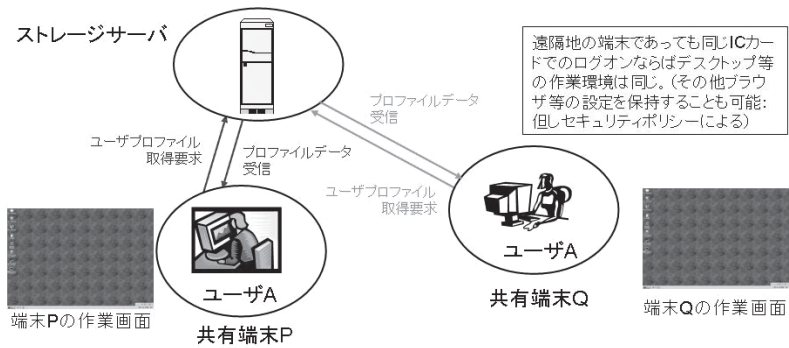 ストレージサーバ
遠隔地の端末であっても同じICカー
ドでのログオンならばデスクトップ等
の作業環境は同じ。（その他ブラウ
ザ等の設定を保持することも可能：
但しセキュリティポリシーによる）
プロファイルデータ
受信
ユーザプロファイル
取得要求
プロファイルデータ
受信
ユーザプロファイル
取得要求
ユーザA
ユーザA
端末Pの作業画面
共有端末P
共有端末Q
端末Qの作業画面